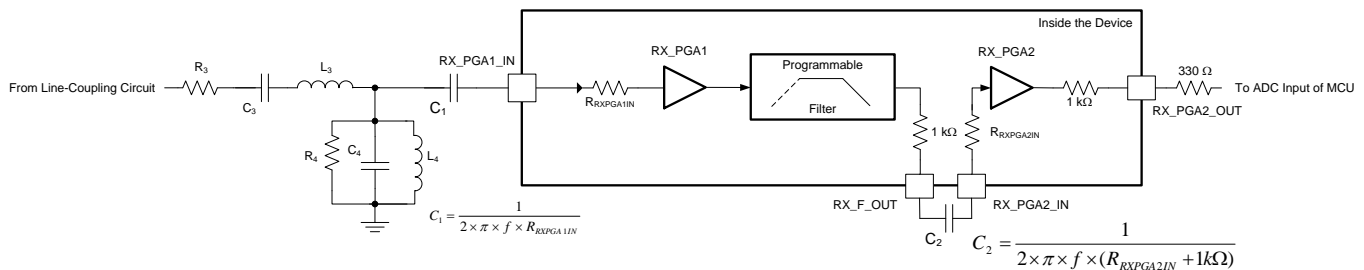 Inside the Device
RX_PGA1_IN
RX_PGA1
RX_PGA2
R3
L3
Programmable
330 Ω
From Line-Coupling Circuit
To ADC Input of MCU
C3
C1
RRXPGA1IN
Filter
1 kΩ
RX_PGA2_OUT
R4
C4
L4
1 kΩ
RRXPGA2IN
RX_F_OUT
RX_PGA2_IN
C1 = 1 / (2 × π × f × RRXPGA1IN)
C2
C2 = 1 / (2 × π × f × (RRXPGA2IN + 1kΩ))